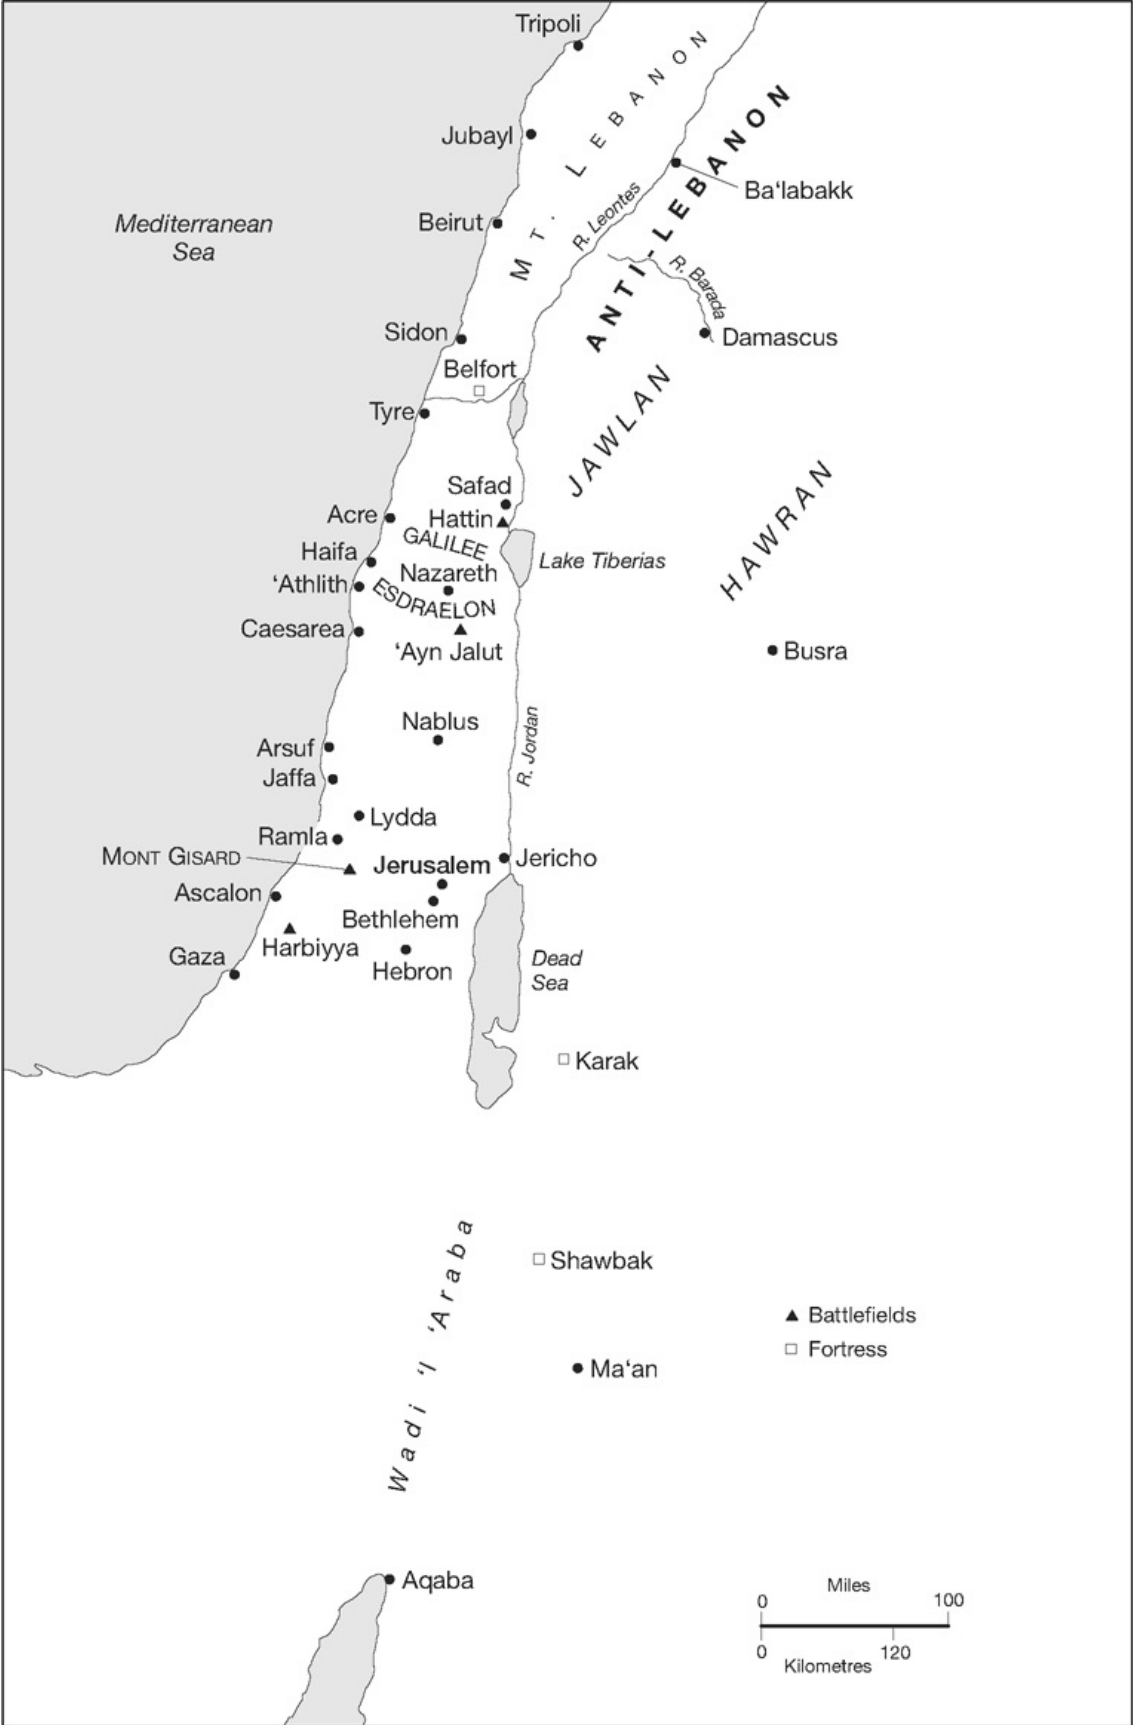 Tripoli
MT. LEBANON
Jubayl
ANTI-LEBANON
Ba‘labakk
R. Leontes
Mediterranean
Sea
Beirut
R. Barada
Sidon
Damascus
Belfort
Tyre
JAWLAN
Safad
HAWRAN
Acre
Hattin
GALILEE
Haifa
Lake Tiberias
Nazareth
‘Athlith
ESDRAELON
Caesarea
‘Ayn Jalut
Busra
Nablus
R. Jordan
Arsuf
Jaffa
Lydda
Ramla
MONT GISARD
Jerusalem
Jericho
Ascalon
Bethlehem
Harbiyya
Gaza
Hebron
Dead
Sea
Karak
Wadi ‘l ‘Araba
Shawbak
Battlefields
Fortress
Ma‘an
Aqaba
Miles
0 100
0 120
Kilometres